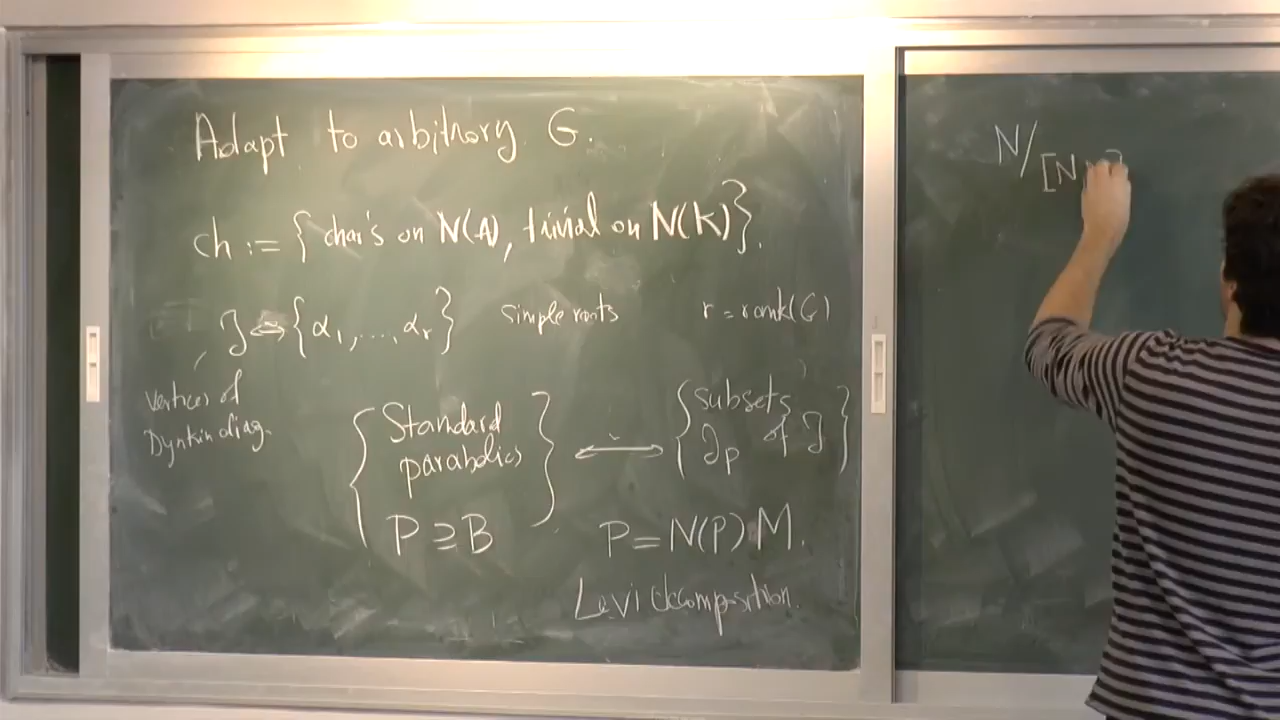 Adapt to arbitrary G.
ch := { char's on N(A), trivial on N(K) }.
J ⇔ { α₁, ..., αᵣ } simple roots r = rank(G)
vertices of
Dynkin diag.
{ Standard parabolics P ⊇ B } ⟷ { subsets J_P of J }
P = N(P) M.
Levi decomposition.
N/[N